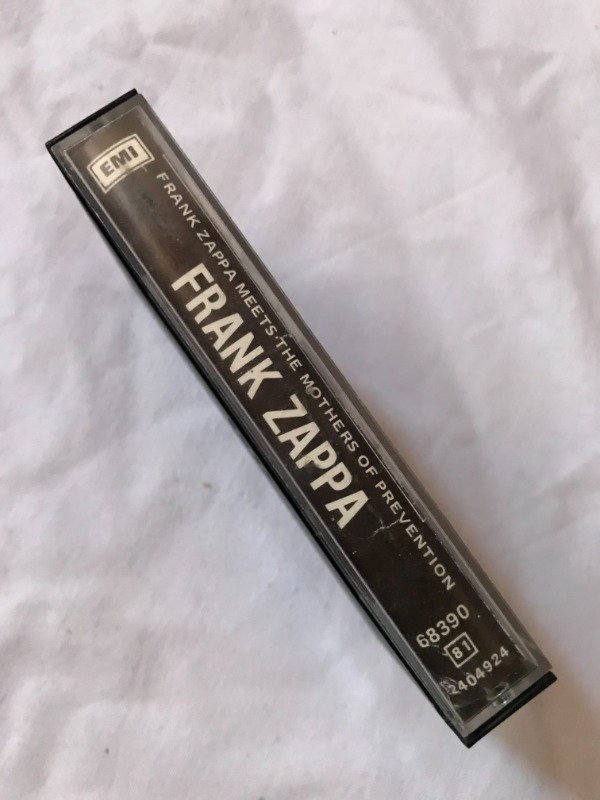 EMI
FRANK ZAPPA MEETS THE MOTHERS OF PREVENTION
FRANK ZAPPA
68390
81
2404924